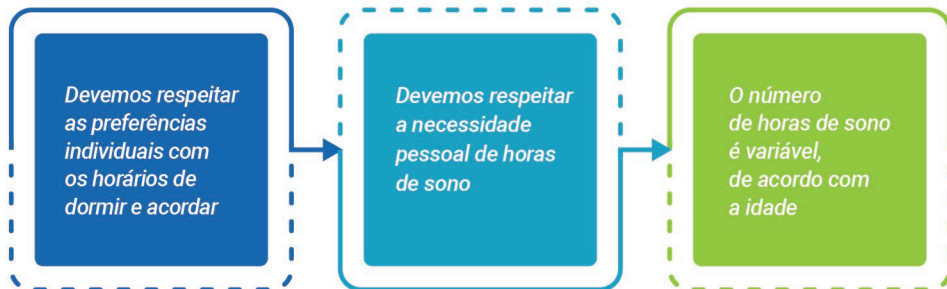 Devemos respeitar
as preferências
individuais com
os horários de
dormir e acordar
Devemos respeitar
a necessidade
pessoal de horas
de sono
O número
de horas de sono
é variável,
de acordo com
a idade